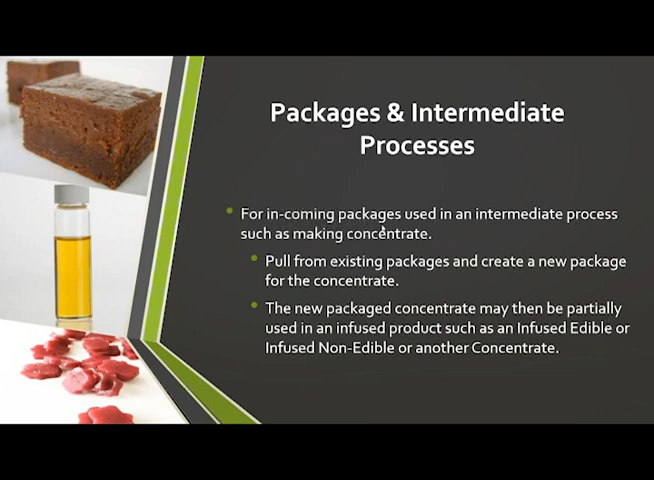 Packages & Intermediate
Processes
For in-coming packages used in an intermediate process
such as making concentrate.
Pull from existing packages and create a new package
for the concentrate.
The new packaged concentrate may then be partially
used in an infused product such as an Infused Edible or
Infused Non-Edible or another Concentrate.